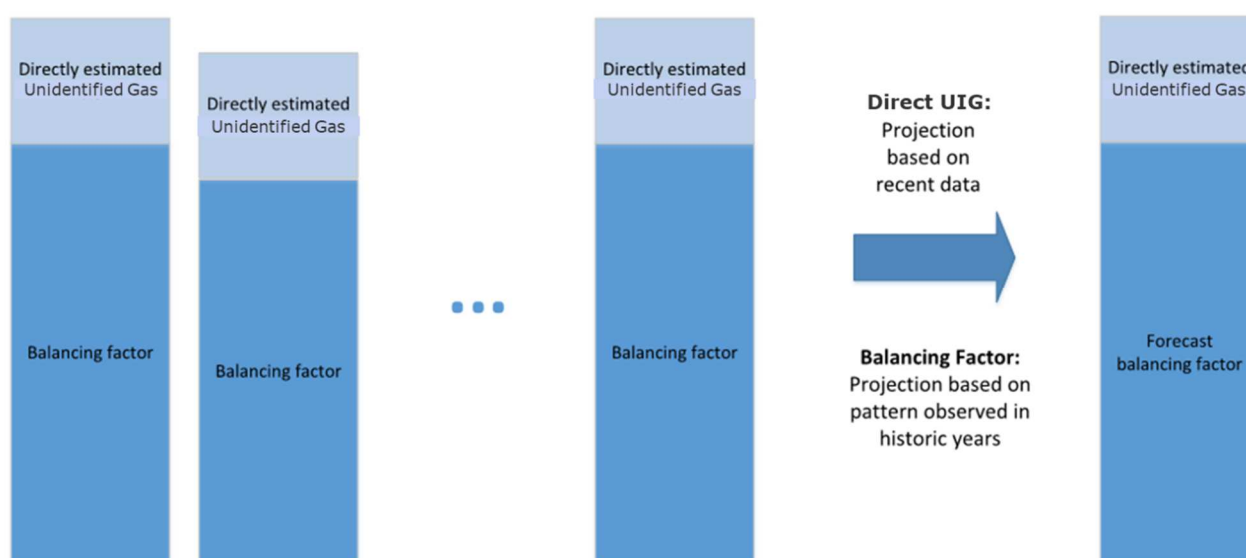 Directly estimated
Unidentified Gas
Balancing factor
Directly estimated
Unidentified Gas
Balancing factor
...
Directly estimated
Unidentified Gas
Balancing factor
Direct UIG:
Projection
based on
recent data
Balancing Factor:
Projection based on
pattern observed in
historic years
Directly estimated
Unidentified Gas
Forecast
balancing factor